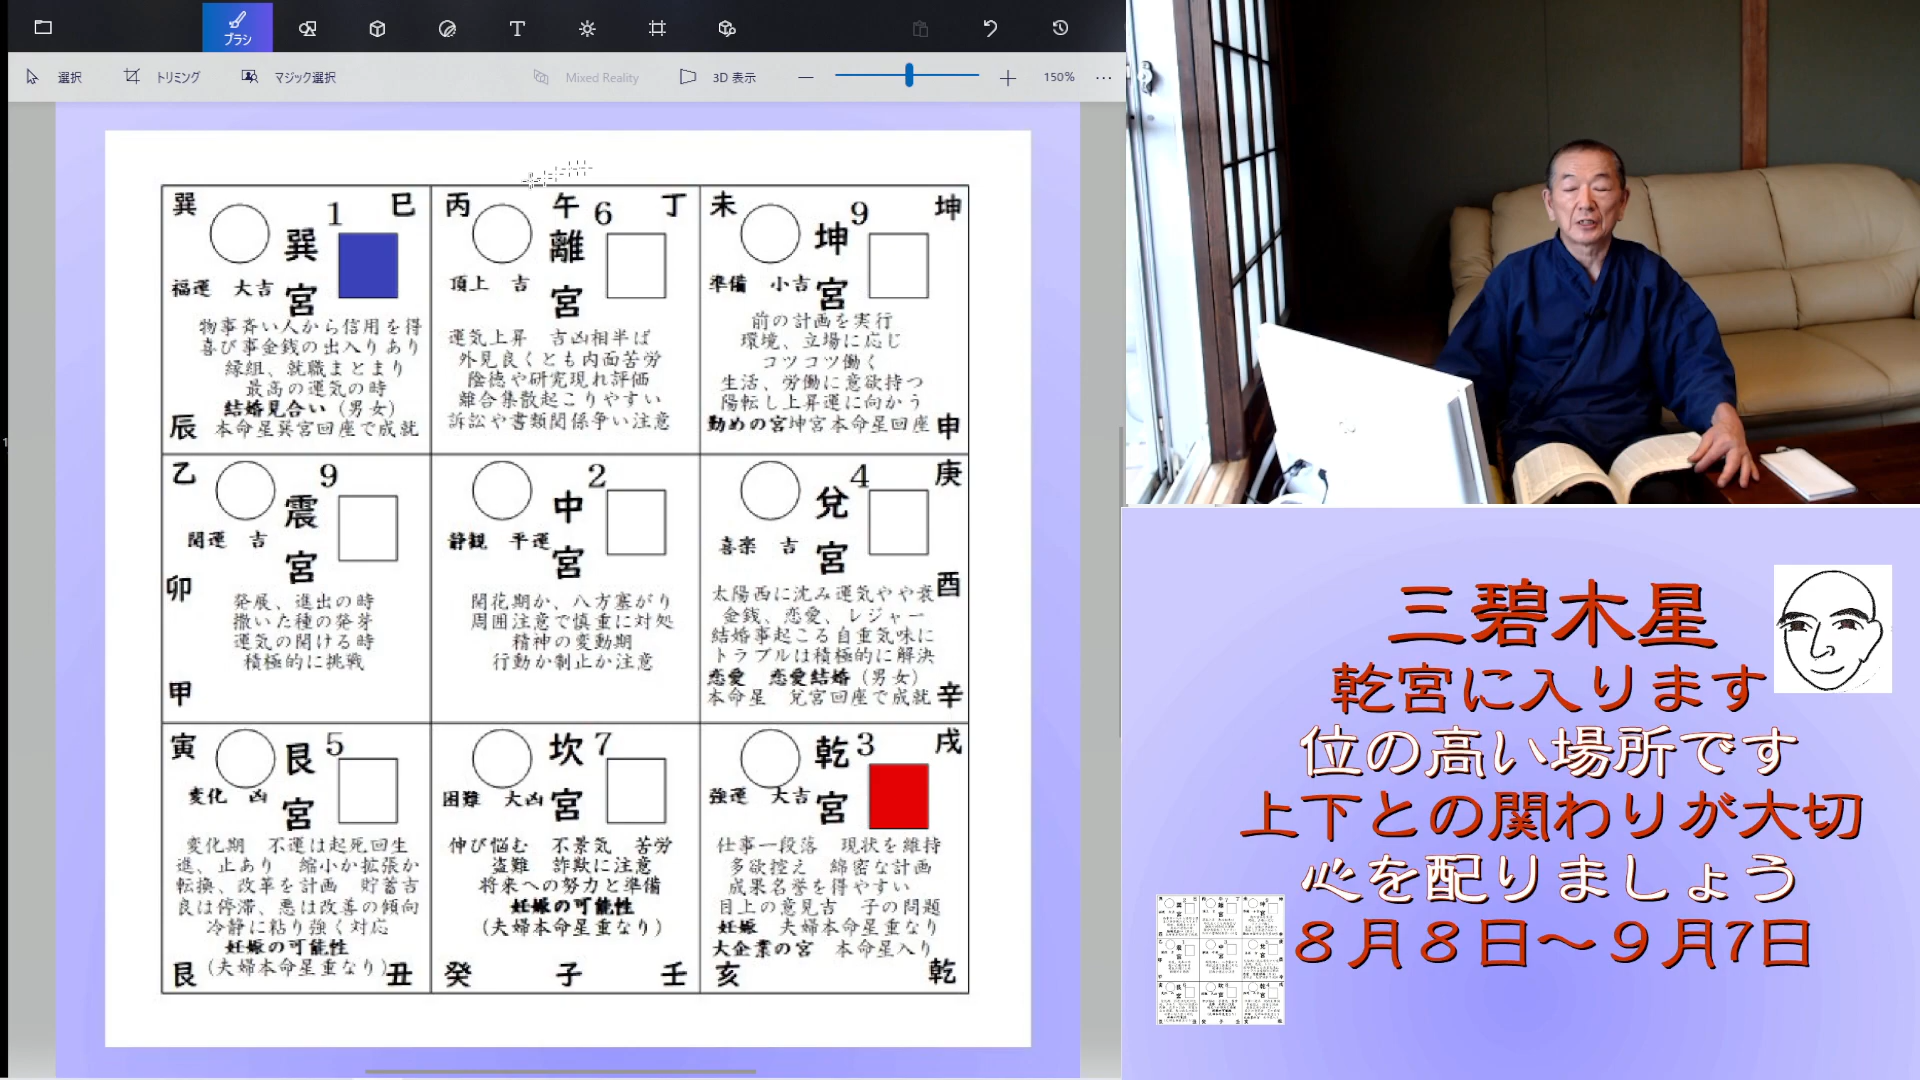 ブラシ
選択
トリミング
マジック選択
Mixed Reality
3D 表示
150%
巽
1
巳
巽宮
福運 大吉
物事斉い人から信用を得
喜び事金銭の出入りあり
縁組、就職まとまり
最高の運気の時
結婚見合い (男女)
辰
本命星巽宮回座で成就
丙
午
6
丁
離宮
頂上 吉
運気上昇 吉凶相半ば
外見良くとも内面苦労
陰徳や研究現れ評価
離合集散起こりやすい
訴訟や書類関係争い注意
未
9
坤
坤宮
準備 小吉
前の計画を実行
環境、立場に応じ
コツコツ働く
生活、労働に意欲持つ
陽転し上昇運に向かう
勤めの宮坤宮本命星回座
申
乙
9
震宮
開運 吉
卯
発展、進出の時
撒いた種の発芽
運気の開ける時
積極的に挑戦
甲
2
中宮
静観 平運
開花期か、八方塞がり
周囲注意で慎重に対処
精神の変動期
行動か制止か注意
4
庚
兌宮
喜楽 吉
酉
太陽西に沈み運気やや衰
金銭、恋愛、レジャー
結婚事起こる自重気味に
トラブルは積極的に解決
恋愛 恋愛結婚 (男女)
本命星 兌宮回座で成就
辛
寅
5
艮宮
変化 凶
変化期 不運は起死回生
進、止あり 縮小か拡張か
転換、改革を計画 貯蓄吉
良は停滞、悪は改善の傾向
冷静に粘り強く対応
妊娠の可能性
(夫婦本命星重なり)
艮
丑
7
坎宮
困難 大凶
伸び悩む 不景気 苦労
盗難 詐欺に注意
将来への努力と準備
妊娠の可能性
(夫婦本命星重なり)
癸
子
壬
3
戌
乾宮
強運 大吉
仕事一段落 現状を維持
多欲控え 綿密な計画
成果名誉を得やすい
目上の意見吉 子の問題
妊娠 夫婦本命星重なり
大企業の宮 本命星入り
亥
乾
三碧木星
乾宮に入ります
位の高い場所です
上下との関わりが大切
心を配りましょう
8月8日～9月7日